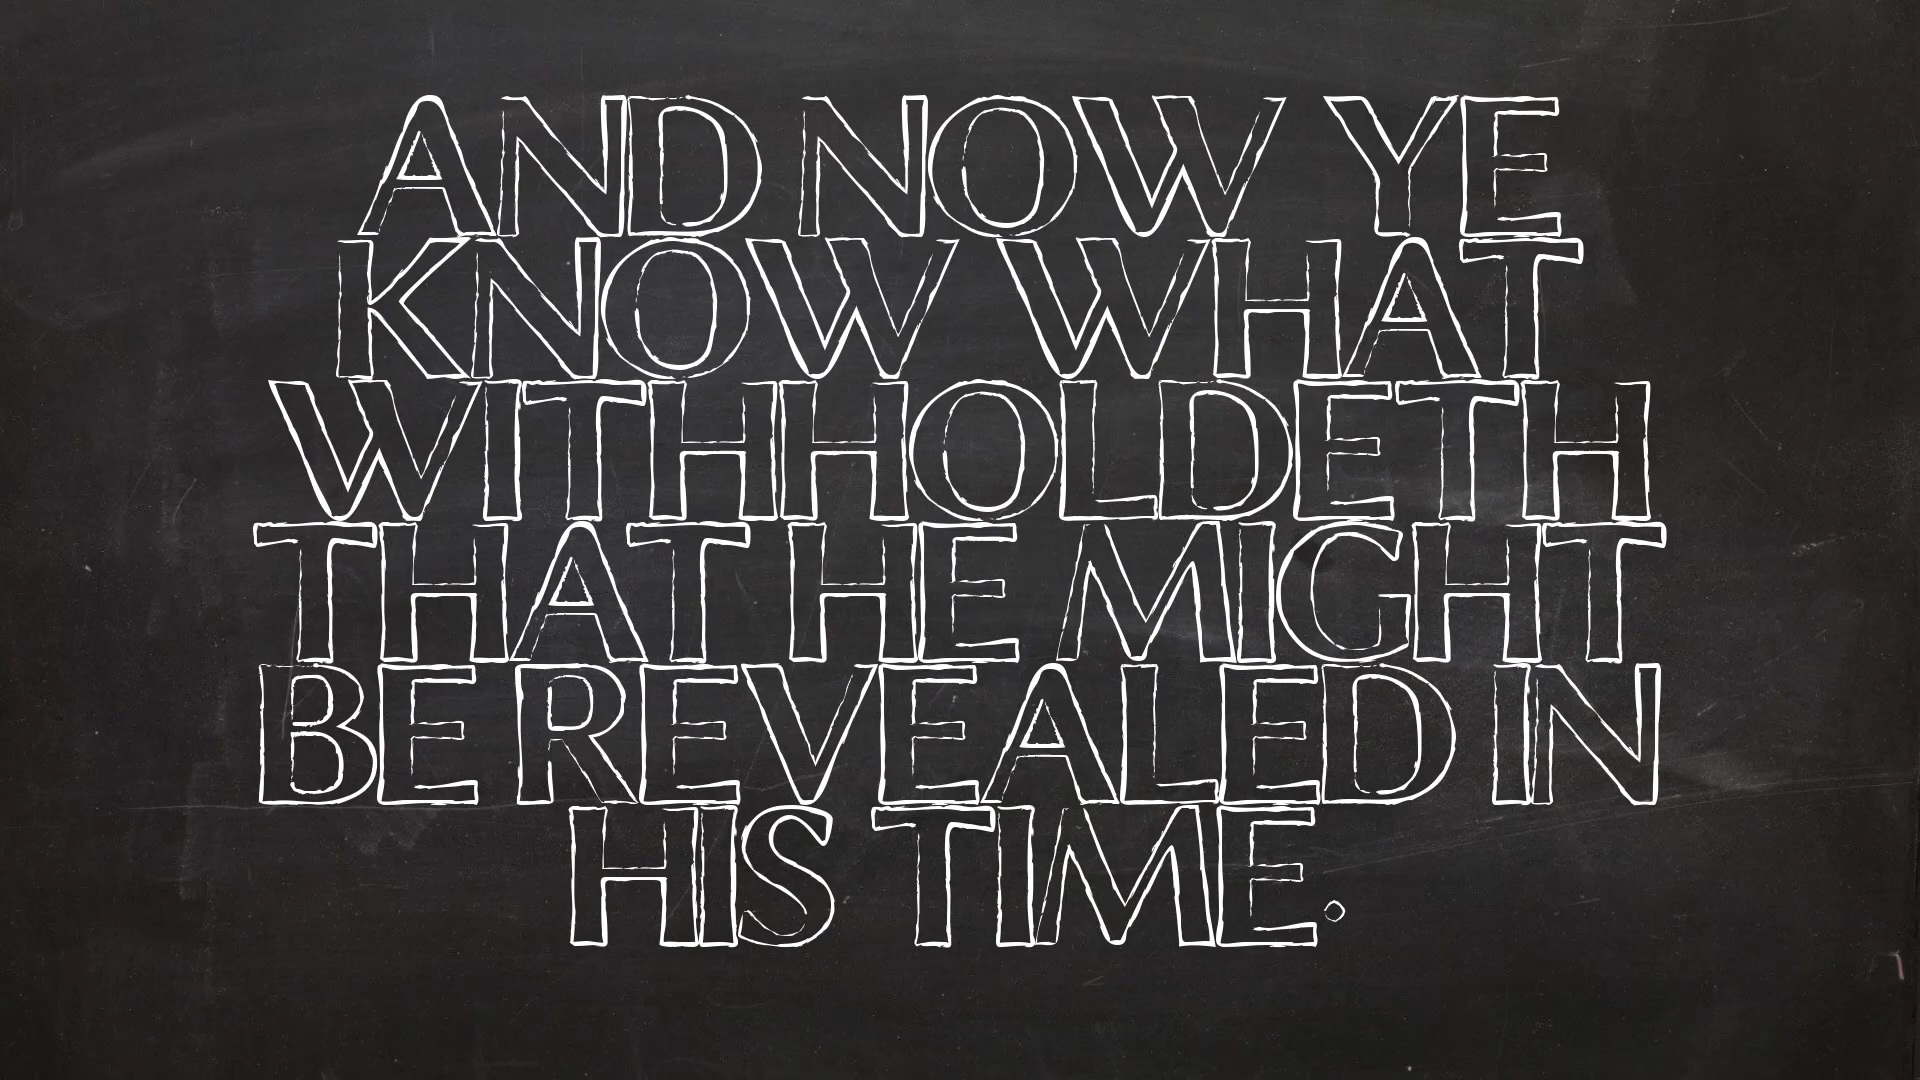 AND NOW YE
KNOW WHAT
WITHHOLDETH
THAT HE MIGHT
BE REVEALED IN
HIS TIME.